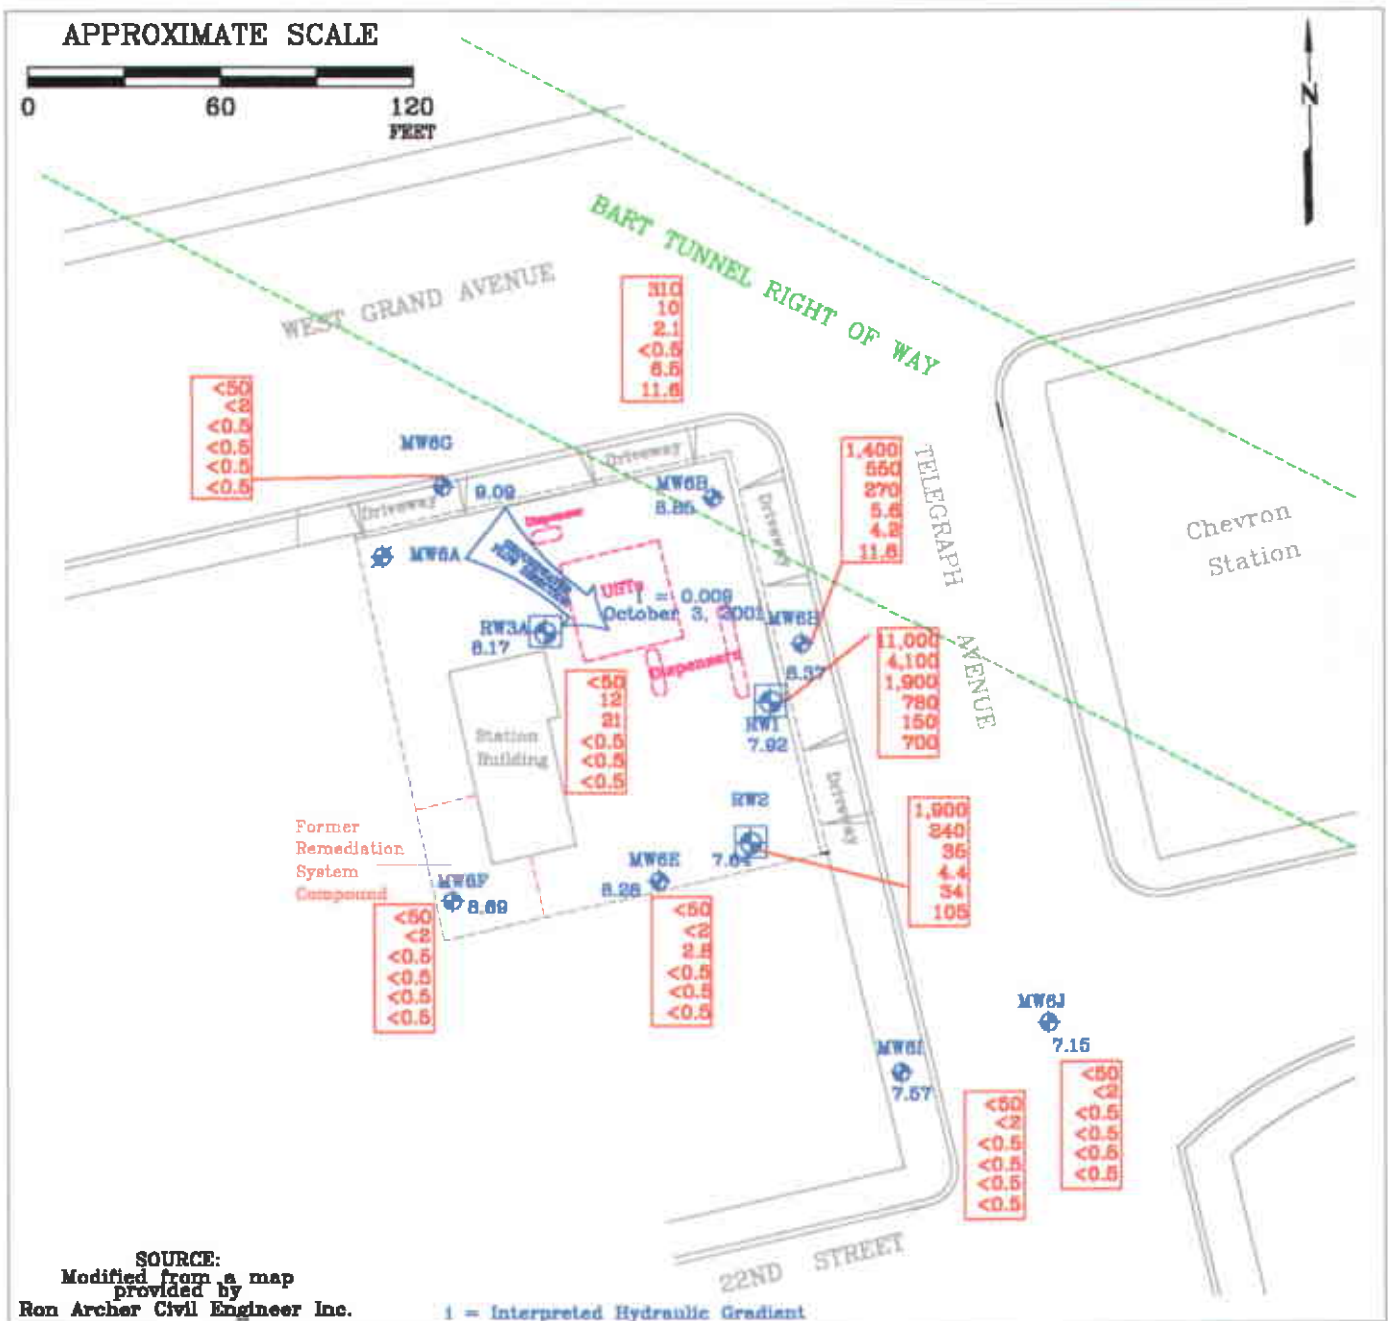 APPROXIMATE SCALE
0 60 120
FEET
N
BART TUNNEL RIGHT OF WAY
WEST GRAND AVENUE
310
10
2.1
<0.5
6.5
11.6
<50
<2
<0.5
<0.5
<0.5
<0.5
MW6G
9.09
Driveway
Driveway
MW6B
8.85
Driveway
1,400
550
270
5.6
4.2
11.6
TELEGRAPH AVENUE
Chevron
Station
MW6A
Dispenser
USTs
i = 0.009
October 3, 2001
MW6H
8.37
RW3A
8.17
Dispensers
11,000
4,100
1,900
780
150
700
RW1
7.92
<50
12
21
<0.5
<0.5
<0.5
Station
Building
Driveway
RW2
7.64
1,900
240
36
4.4
34
105
Former
Remediation
System
Compound
MW6F
8.69
MW6E
8.26
<50
<2
<0.5
<0.5
<0.5
<0.5
<50
<2
2.8
<0.5
<0.5
<0.5
MW6J
7.15
MW6I
7.57
<50
<2
<0.5
<0.5
<0.5
<0.5
<50
<2
<0.5
<0.5
<0.5
<0.5
22ND STREET
SOURCE:
Modified from a map
provided by
Ron Archer Civil Engineer Inc.
i = Interpreted Hydraulic Gradient